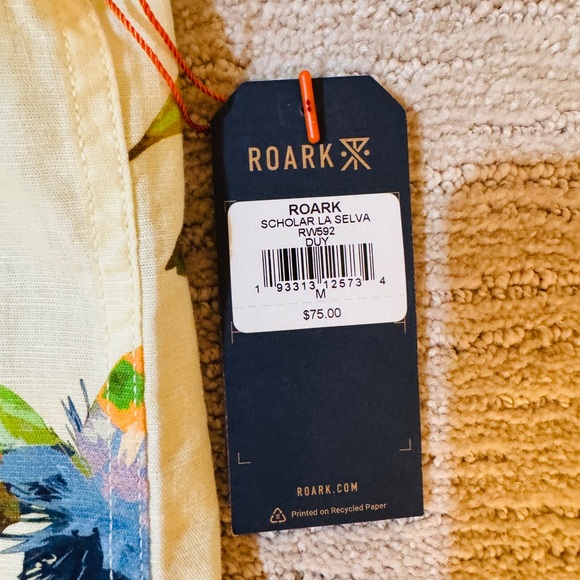 ROARK
ROARK
SCHOLAR LA SELVA
RW592
DUY
1 93313 12573 4
M
$75.00
ROARK.COM
Printed on Recycled Paper